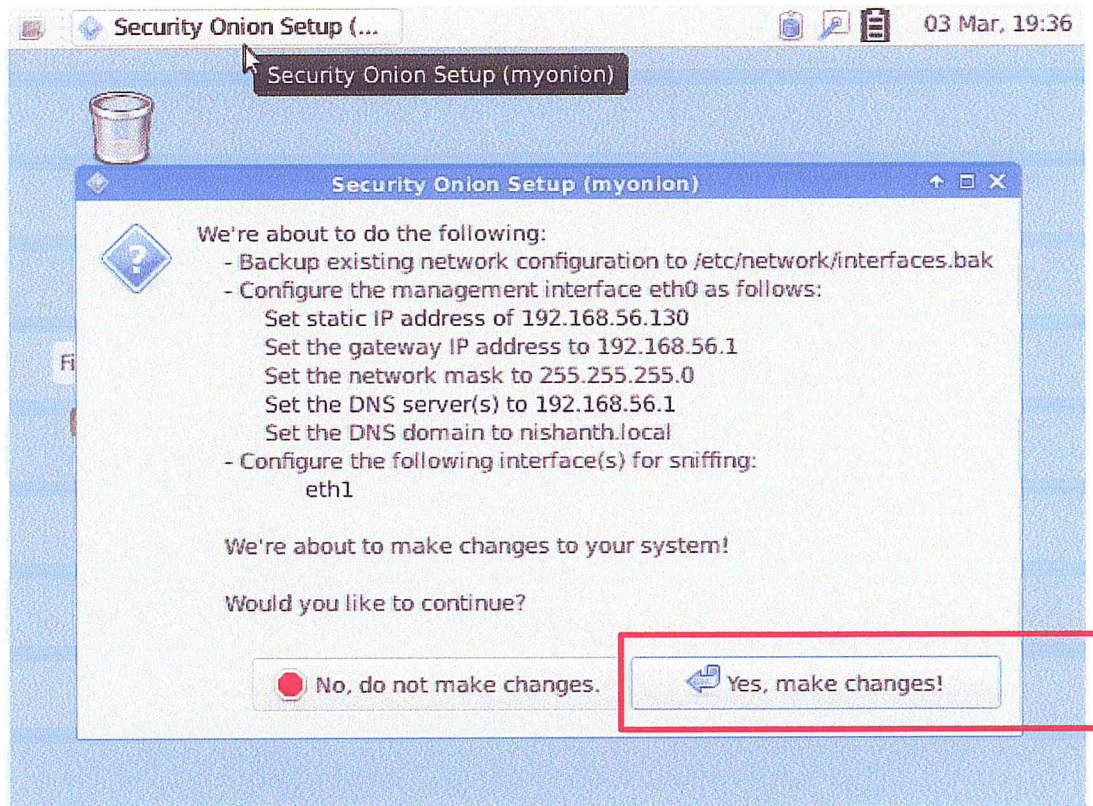 Security Onion Setup (...
03 Mar, 19:36
Security Onion Setup (myonion)
Security Onion Setup (myonion)
We're about to do the following:
- Backup existing network configuration to /etc/network/interfaces.bak
- Configure the management interface eth0 as follows:
Set static IP address of 192.168.56.130
Set the gateway IP address to 192.168.56.1
Set the network mask to 255.255.255.0
Set the DNS server(s) to 192.168.56.1
Set the DNS domain to nishanth.local
- Configure the following interface(s) for sniffing:
eth1
We're about to make changes to your system!
Would you like to continue?
No, do not make changes.
Yes, make changes!
Fi